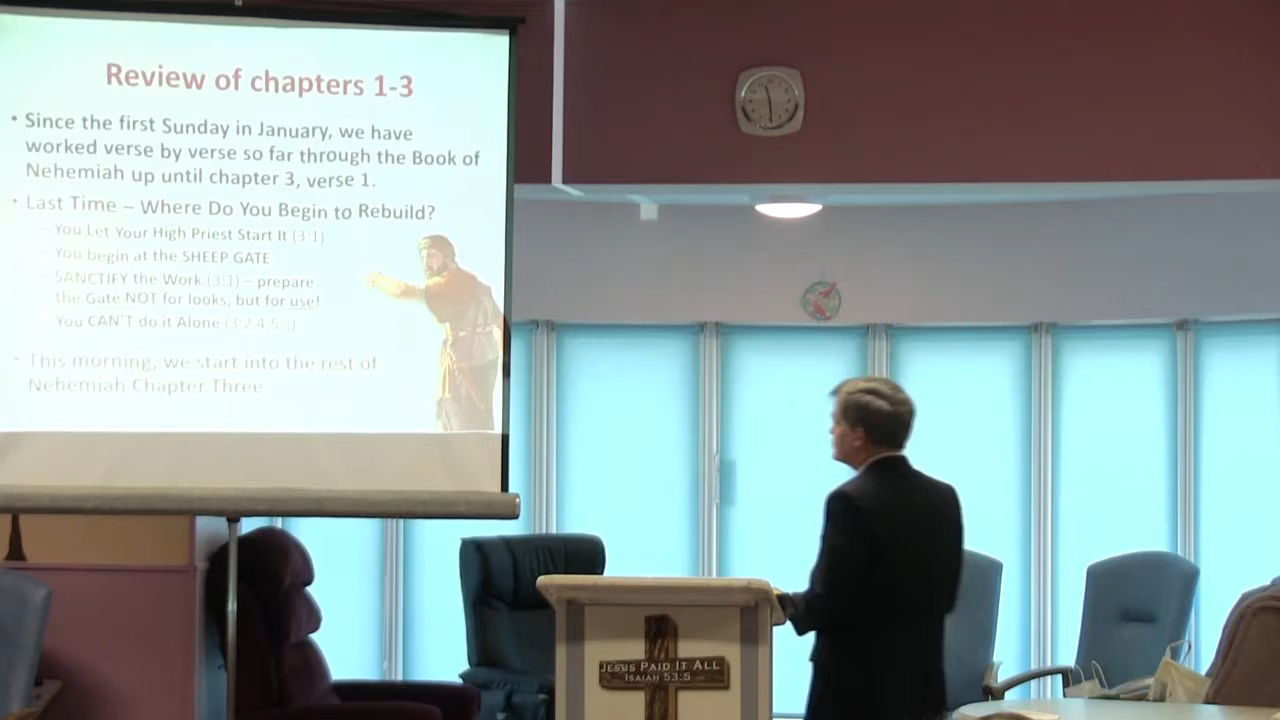 Review of chapters 1-3
• Since the first Sunday in January, we have
worked verse by verse so far through the Book of
Nehemiah up until chapter 3, verse 1.
• Last Time – Where Do You Begin to Rebuild?
– You Let Your High Priest Start It (3:1)
– You begin at the SHEEP GATE
– SANCTIFY the Work (3:1) – prepare
the Gate NOT for looks, but for use!
– You CAN'T do it Alone (3:2,4,5
• This morning, we start into the rest of
Nehemiah Chapter Three
JESUS PAID IT ALL
ISAIAH 53:5